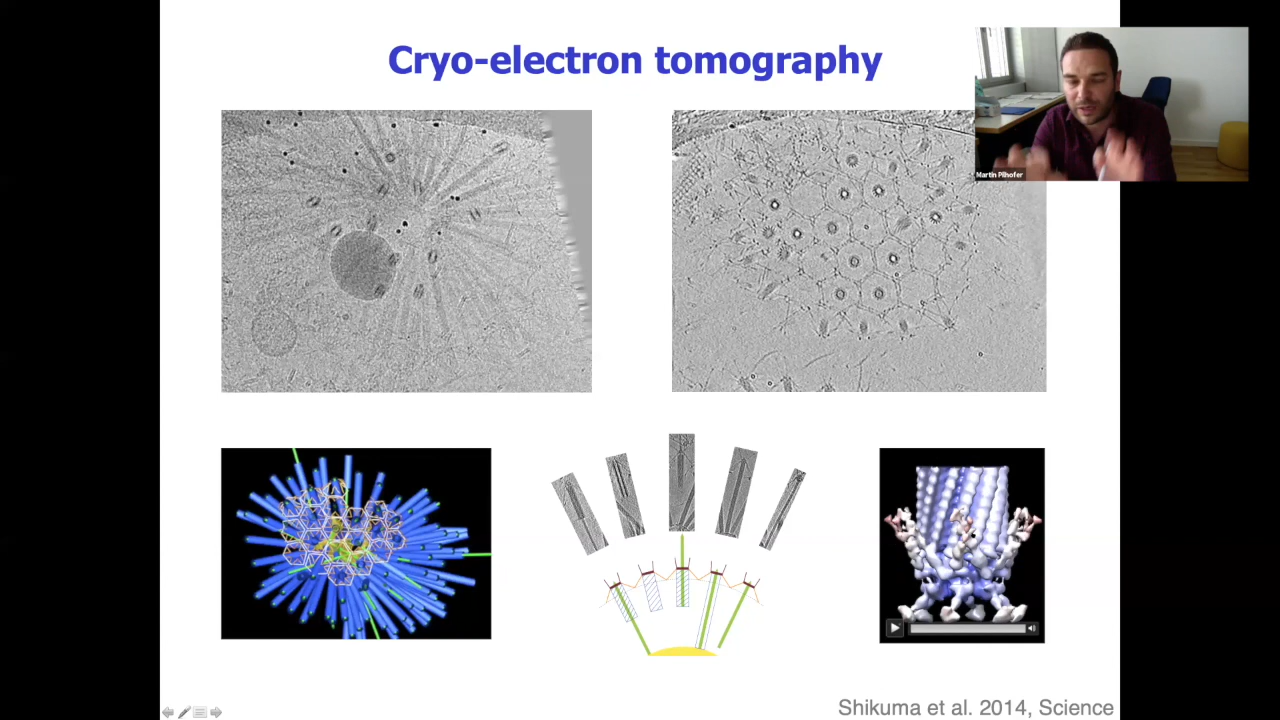 Cryo-electron tomography
Martin Pilhofer
Shikuma et al. 2014, Science